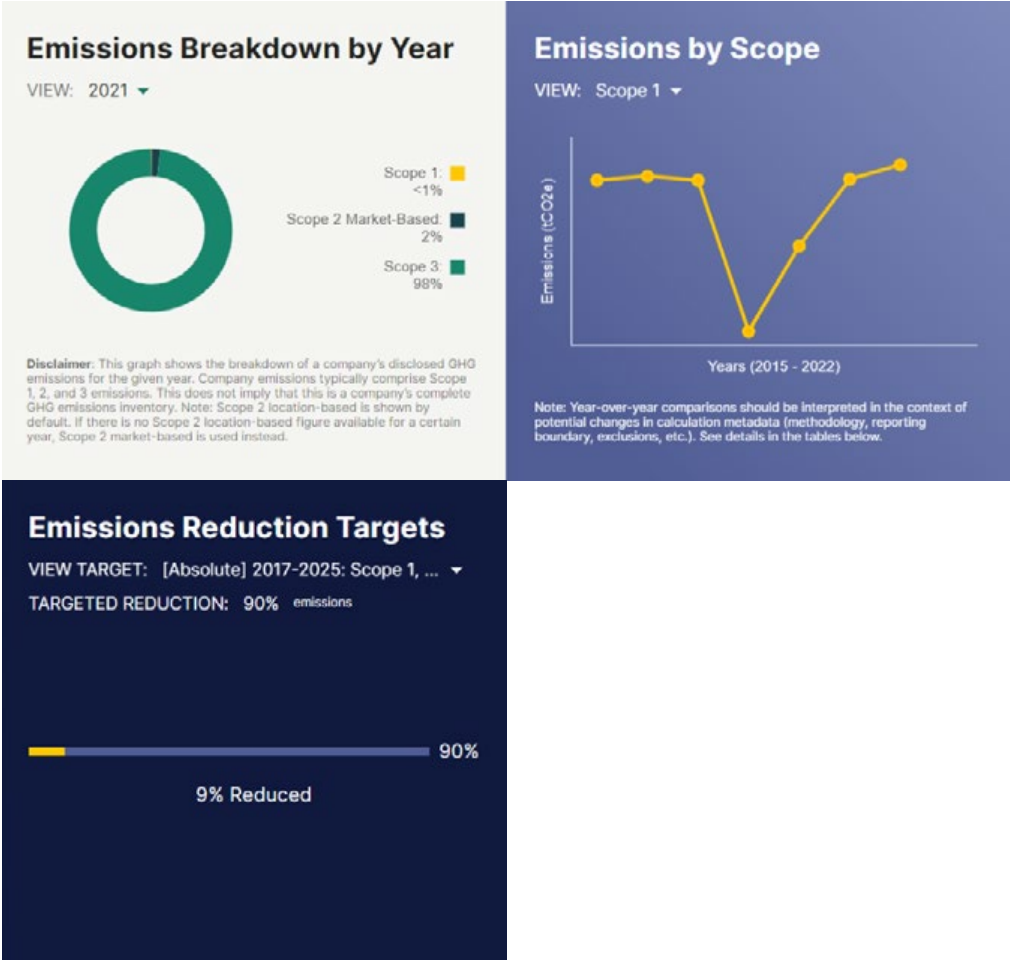 Emissions Breakdown by Year
VIEW: 2021
Scope 1:
<1%
Scope 2 Market-Based:
2%
Scope 3:
98%
Disclaimer: This graph shows the breakdown of a company's disclosed GHG
emissions for the given year. Company emissions typically comprise Scope
1, 2, and 3 emissions. This does not imply that this is a company's complete
GHG emissions inventory. Note: Scope 2 location-based is shown by
default. If there is no Scope 2 location-based figure available for a certain
year, Scope 2 market-based is used instead.
Emissions by Scope
VIEW: Scope 1
Emissions (tCO2e)
Years (2015 - 2022)
Note: Year-over-year comparisons should be interpreted in the context of
potential changes in calculation metadata (methodology, reporting
boundary, exclusions, etc.). See details in the tables below.
Emissions Reduction Targets
VIEW TARGET: [Absolute] 2017-2025: Scope 1, ...
TARGETED REDUCTION: 90% emissions
90%
9% Reduced